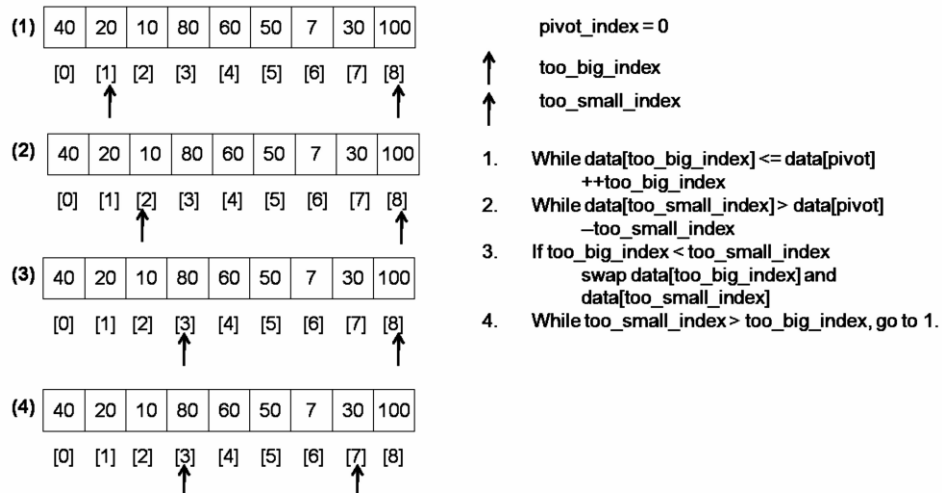 (1) 40 20 10 80 60 50 7 30 100
[0] [1] [2] [3] [4] [5] [6] [7] [8]
(2) 40 20 10 80 60 50 7 30 100
[0] [1] [2] [3] [4] [5] [6] [7] [8]
(3) 40 20 10 80 60 50 7 30 100
[0] [1] [2] [3] [4] [5] [6] [7] [8]
(4) 40 20 10 80 60 50 7 30 100
[0] [1] [2] [3] [4] [5] [6] [7] [8]
pivot_index = 0
too_big_index
too_small_index
1. While data[too_big_index] <= data[pivot]
++too_big_index
2. While data[too_small_index] > data[pivot]
–too_small_index
3. If too_big_index < too_small_index
swap data[too_big_index] and
data[too_small_index]
4. While too_small_index > too_big_index, go to 1.